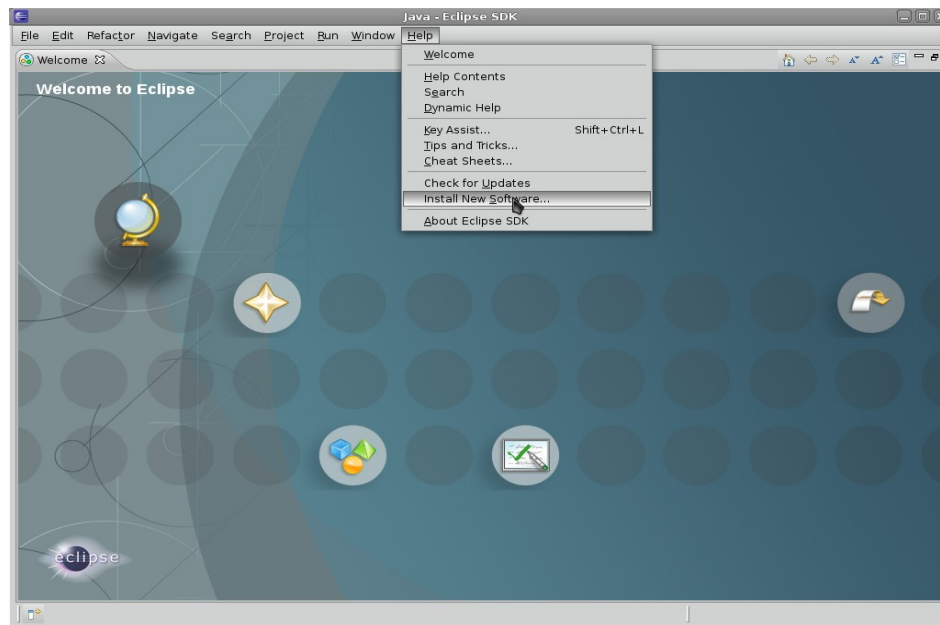 Java - Eclipse SDK
File Edit Refactor Navigate Search Project Run Window Help
Welcome
Welcome to Eclipse
Welcome
Help Contents
Search
Dynamic Help
Key Assist... Shift+Ctrl+L
Tips and Tricks...
Cheat Sheets...
Check for Updates
Install New Software...
About Eclipse SDK
eclipse